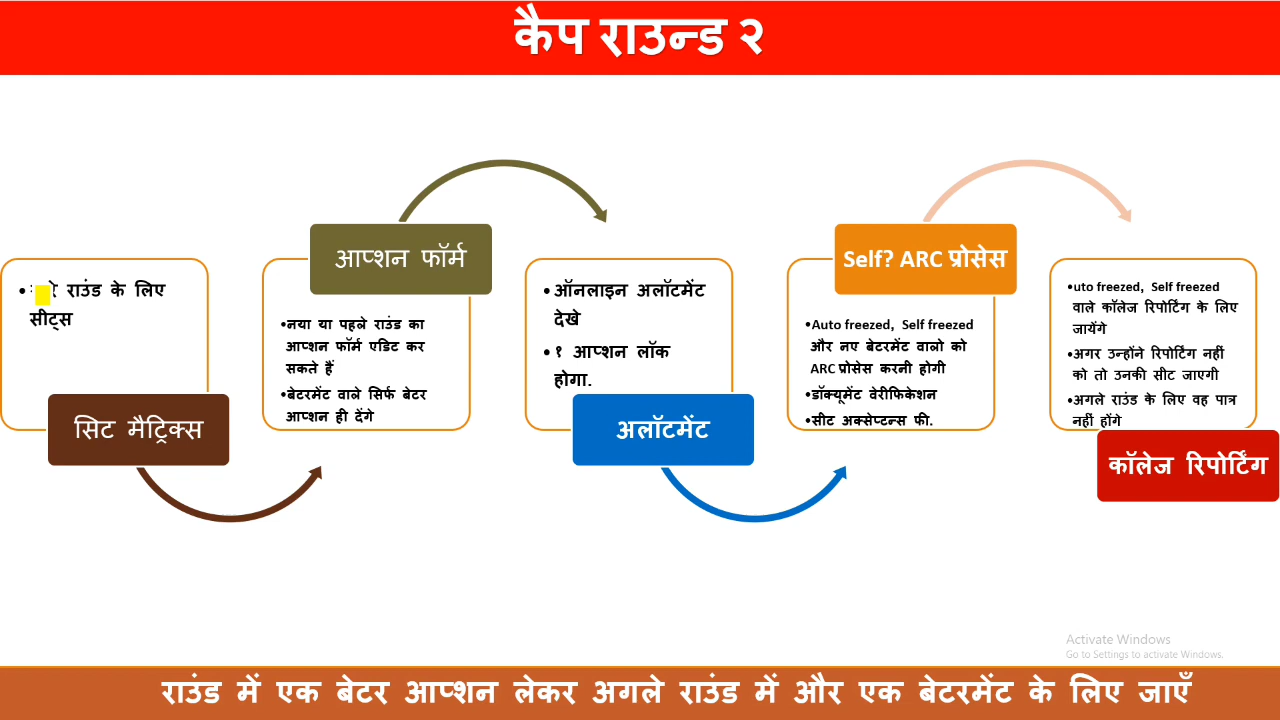 कैप राउन्ड २
• राउंड के लिए
सीट्स
सिट मैट्रिक्स
आप्शन फॉर्म
•नया या पहले राउंड का
आप्शन फॉर्म एडिट कर
सकते हैं
•बेटरमेंट वाले सिर्फ बेटर
आप्शन ही देंगे
•ऑनलाइन अलॉटमेंट
देखे
•१ आप्शन लॉक
होगा.
अलॉटमेंट
Self? ARC प्रोसेस
•Auto freezed, Self freezed
और नए बेटरमेंट वालो को
ARC प्रोसेस करनी होगी
•डॉक्यूमेंट वेरीफिकेशन
•सीट अक्सेप्टन्स फी.
•uto freezed, Self freezed
वाले कॉलेज रिपोर्टिंग के लिए
जायेंगे
•अगर उन्होंने रिपोर्टिंग नहीं
की तो उनकी सीट जाएगी
•अगले राउंड के लिए वह पात्र
नहीं होंगे
कॉलेज रिपोर्टिंग
Activate Windows
Go to Settings to activate Windows.
राउंड में एक बेटर आप्शन लेकर अगले राउंड में और एक बेटरमेंट के लिए जाएँ